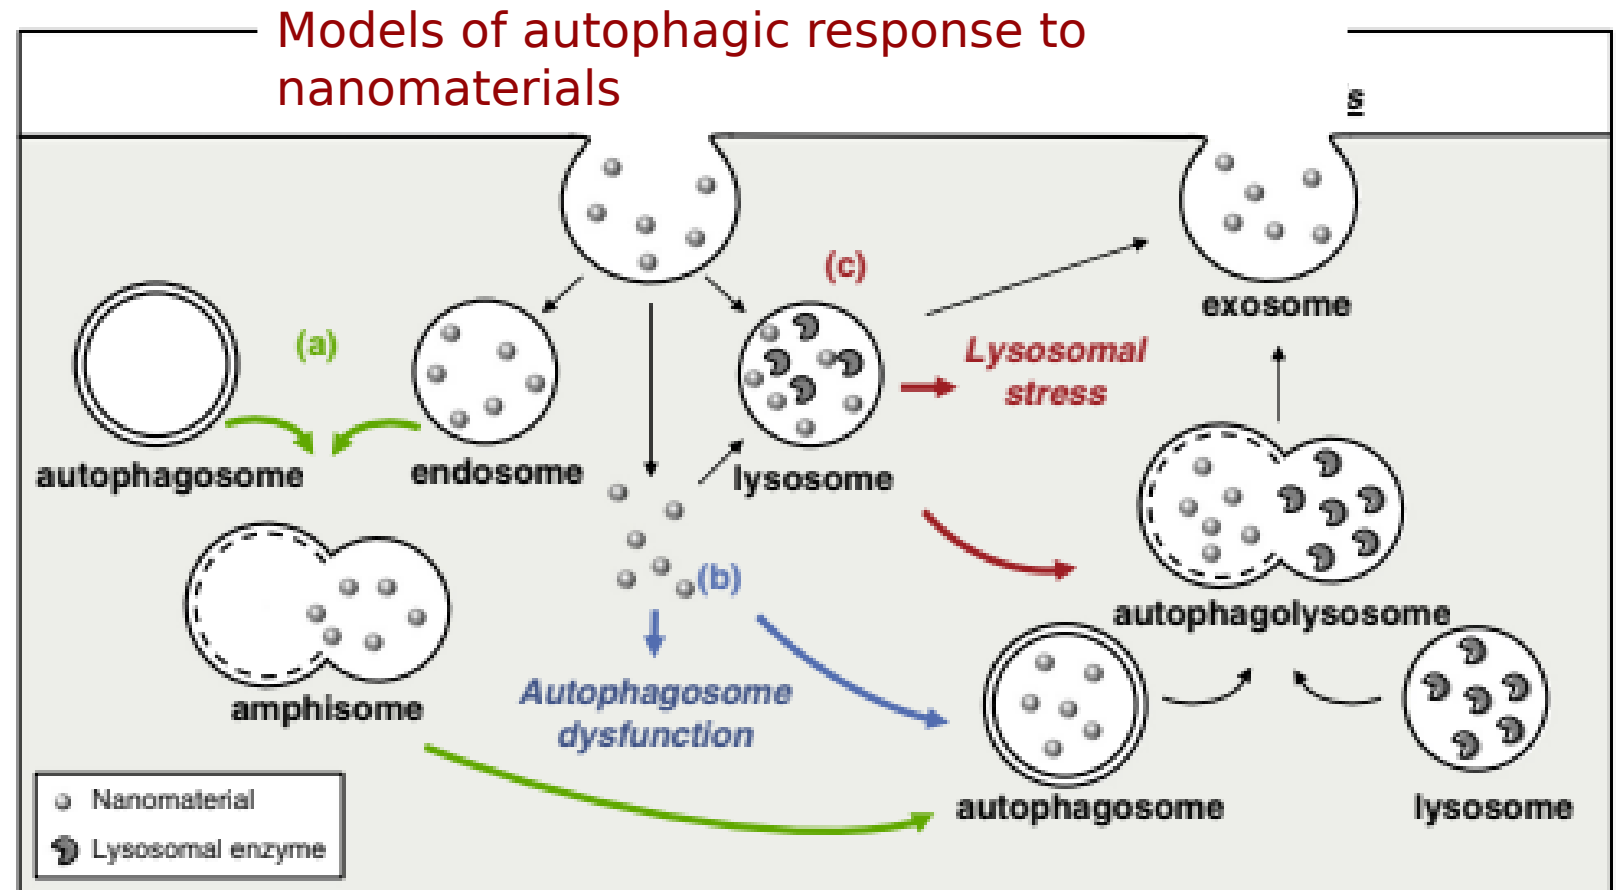 Models of autophagic response to
nanomaterials
s
(c)
exosome
(a)
Lysosomal
stress
autophagosome
endosome
lysosome
(b)
autophagolysosome
amphisome
Autophagosome
dysfunction
autophagosome
lysosome
Nanomaterial
Lysosomal enzyme